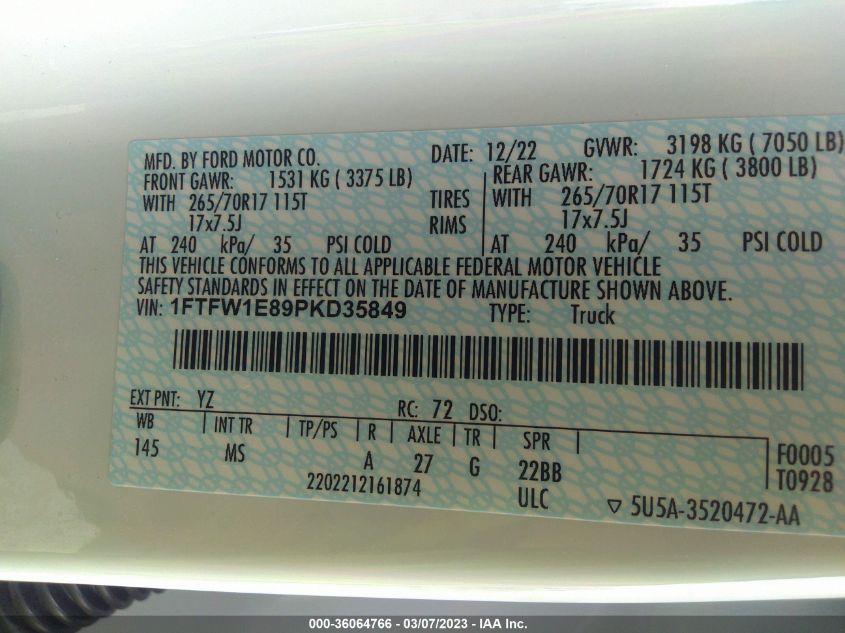 MFD. BY FORD MOTOR CO. DATE: 12/22 GVWR: 3198 KG ( 7050 LB)
FRONT GAWR: 1531 KG ( 3375 LB) REAR GAWR: 1724 KG ( 3800 LB)
WITH 265/70R17 115T TIRES WITH 265/70R17 115T
17x7.5J RIMS 17x7.5J
AT 240 kPa/ 35 PSI COLD AT 240 kPa/ 35 PSI COLD
THIS VEHICLE CONFORMS TO ALL APPLICABLE FEDERAL MOTOR VEHICLE
SAFETY STANDARDS IN EFFECT ON THE DATE OF MANUFACTURE SHOWN ABOVE.
VIN: 1FTFW1E89PKD35849 TYPE: Truck
EXT PNT: YZ RC: 72 DSO:
WB INT TR TP/PS R AXLE TR SPR
145 MS A 27 G 22BB
F0005
T0928
2202212161874 ULC 5U5A-3520472-AA
000-36064766 - 03/07/2023 - IAA Inc.